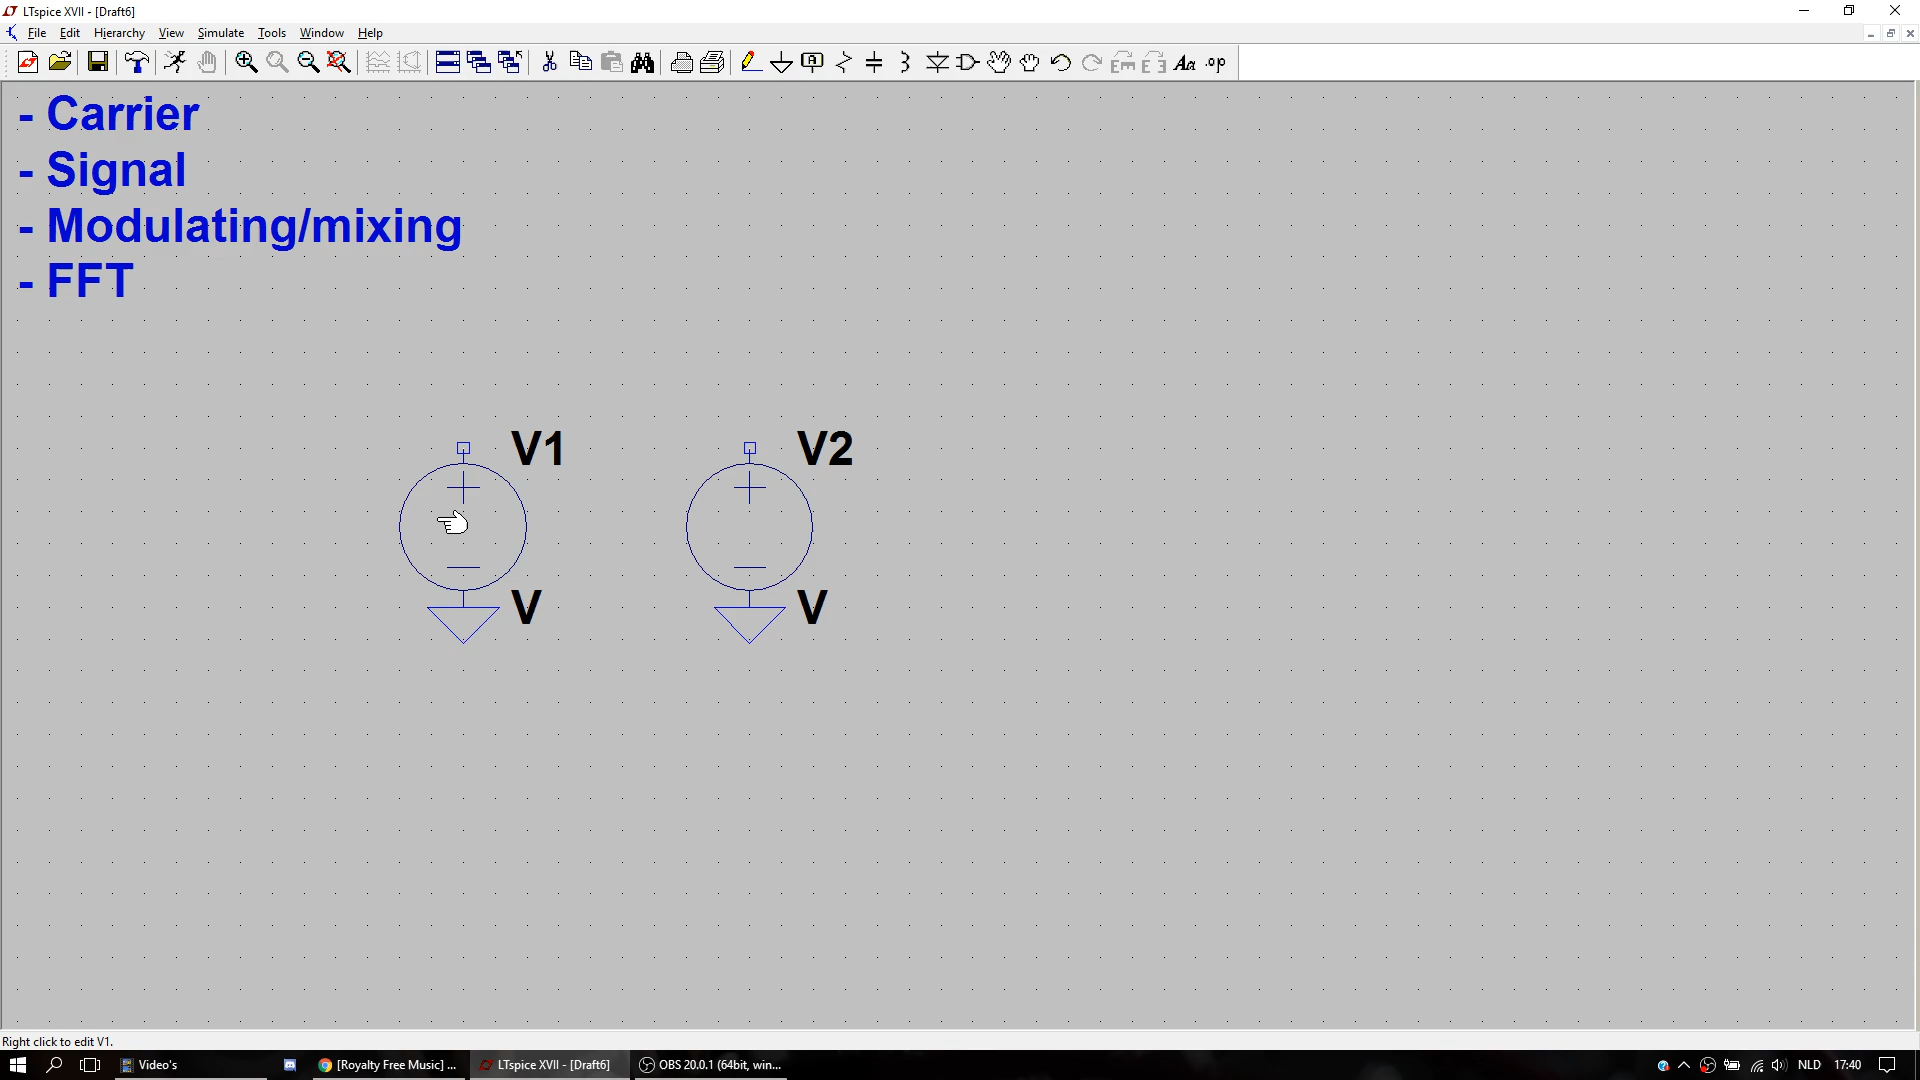 LTspice XVII - [Draft6]
File Edit Hierarchy View Simulate Tools Window Help
- Carrier
- Signal
- Modulating/mixing
- FFT
V1 V2
V V
Right click to edit V1.
Video's [Royalty Free Music] ... LTspice XVII - [Draft6] OBS 20.0.1 (64bit, win... NLD 17:40